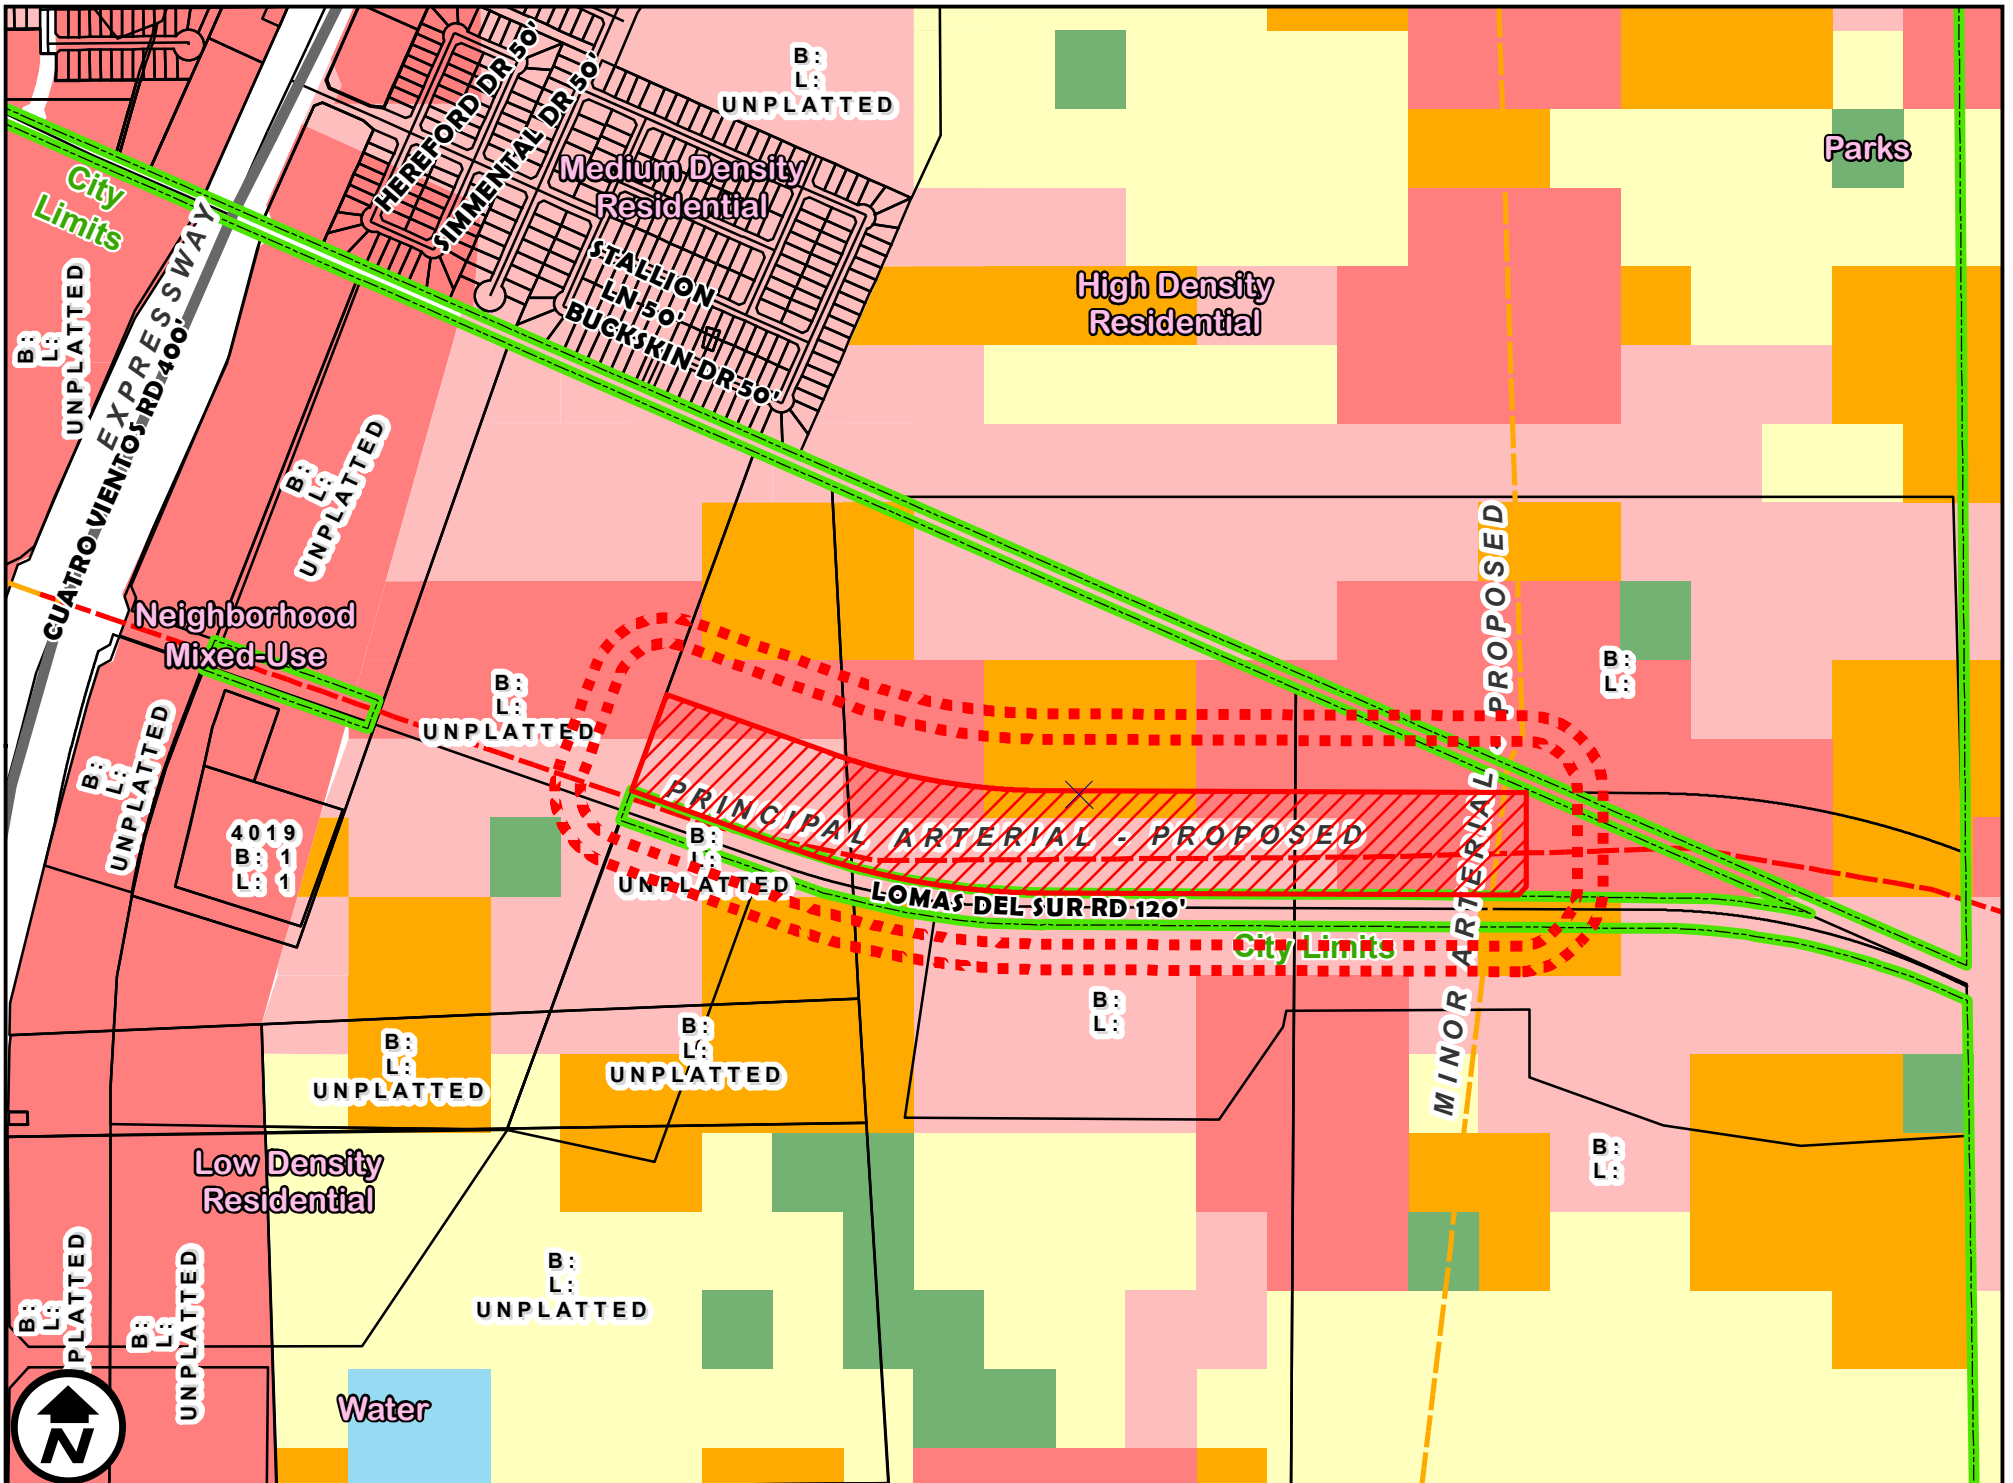 HEREFORD DR 50'
SIMMENTAL DR 50'
B:
L:
UNPLATTED
Medium Density
Residential
Parks
City
Limits
EXPRESSWAY
CUATRO VIENTOS RD 400'
STALLION
LN 50'
BUCKSKIN DR 50'
High Density
Residential
B:
L:
UNPLATTED
B:
L:
UNPLATTED
Neighborhood
Mixed-Use
B:
L:
UNPLATTED
B:
L:
MINOR ARTERIAL - PROPOSED
B:
L:
UNPLATTED
PRINCIPAL ARTERIAL - PROPOSED
4019
B: 1
L: 1
B:
L:
UNPLATTED
LOMAS DEL SUR RD 120'
City Limits
B:
L:
B:
L:
UNPLATTED
B:
L:
UNPLATTED
B:
L:
Low Density
Residential
B:
L:
UNPLATTED
B:
L:
PLATTED
B:
L:
UNPLATTED
Water
N